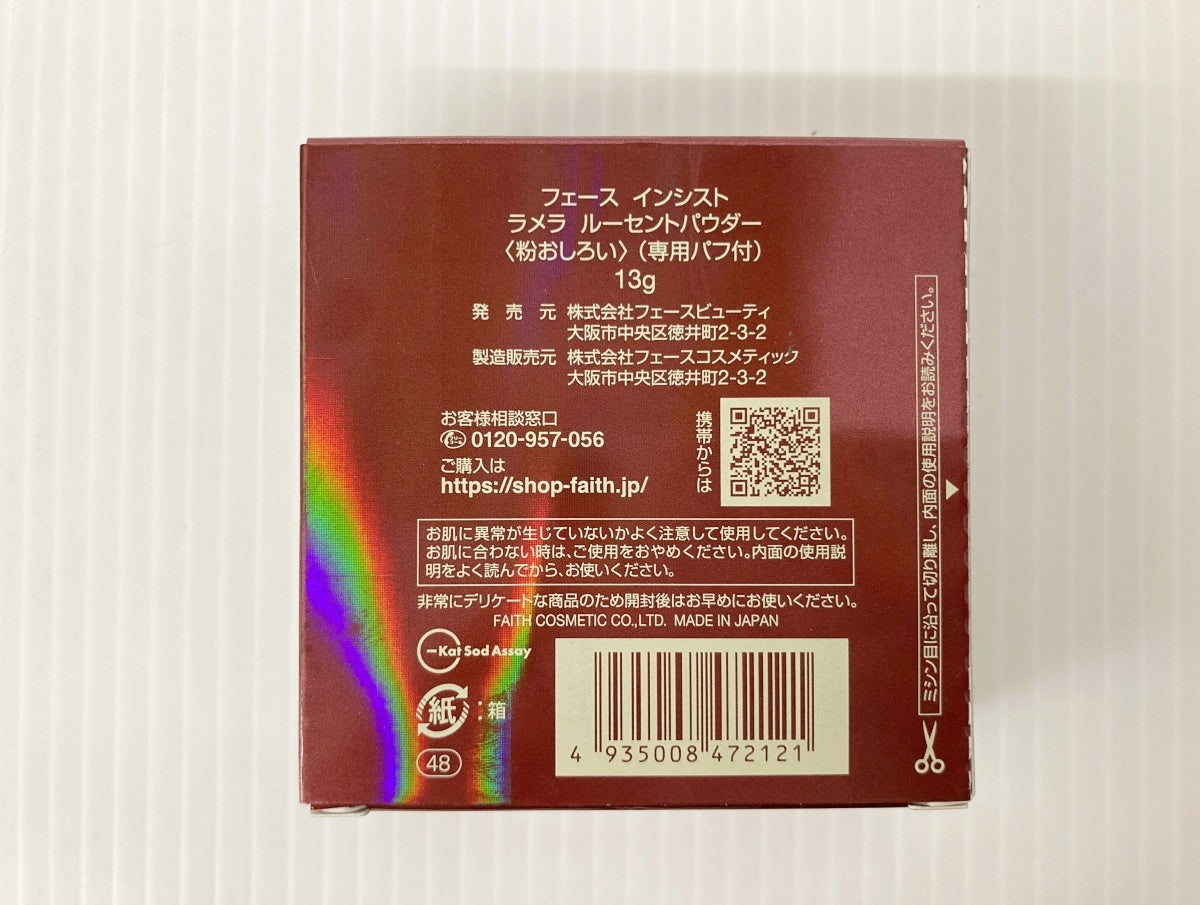 フェース インシスト
ラメラ ルーセントパウダー
〈粉おしろい〉(専用パフ付)
13g
発売元 株式会社フェースビューティ
大阪市中央区徳井町2-3-2
製造販売元 株式会社フェースコスメティック
大阪市中央区徳井町2-3-2
お客様相談窓口
0120-957-056
ご購入は
https://shop-faith.jp/
携帯からは
お肌に異常が生じていないかよく注意して使用してください。
お肌に合わない時は、ご使用をおやめください。内面の使用説
明をよく読んでから、お使いください。
非常にデリケートな商品のため開封後はお早めにお使いください。
FAITH COSMETIC CO.,LTD. MADE IN JAPAN
Kat Sod Assay
紙 :箱
48
4 935008 472121
ミシン目に沿って切り離し、内面の使用説明をお読みください。